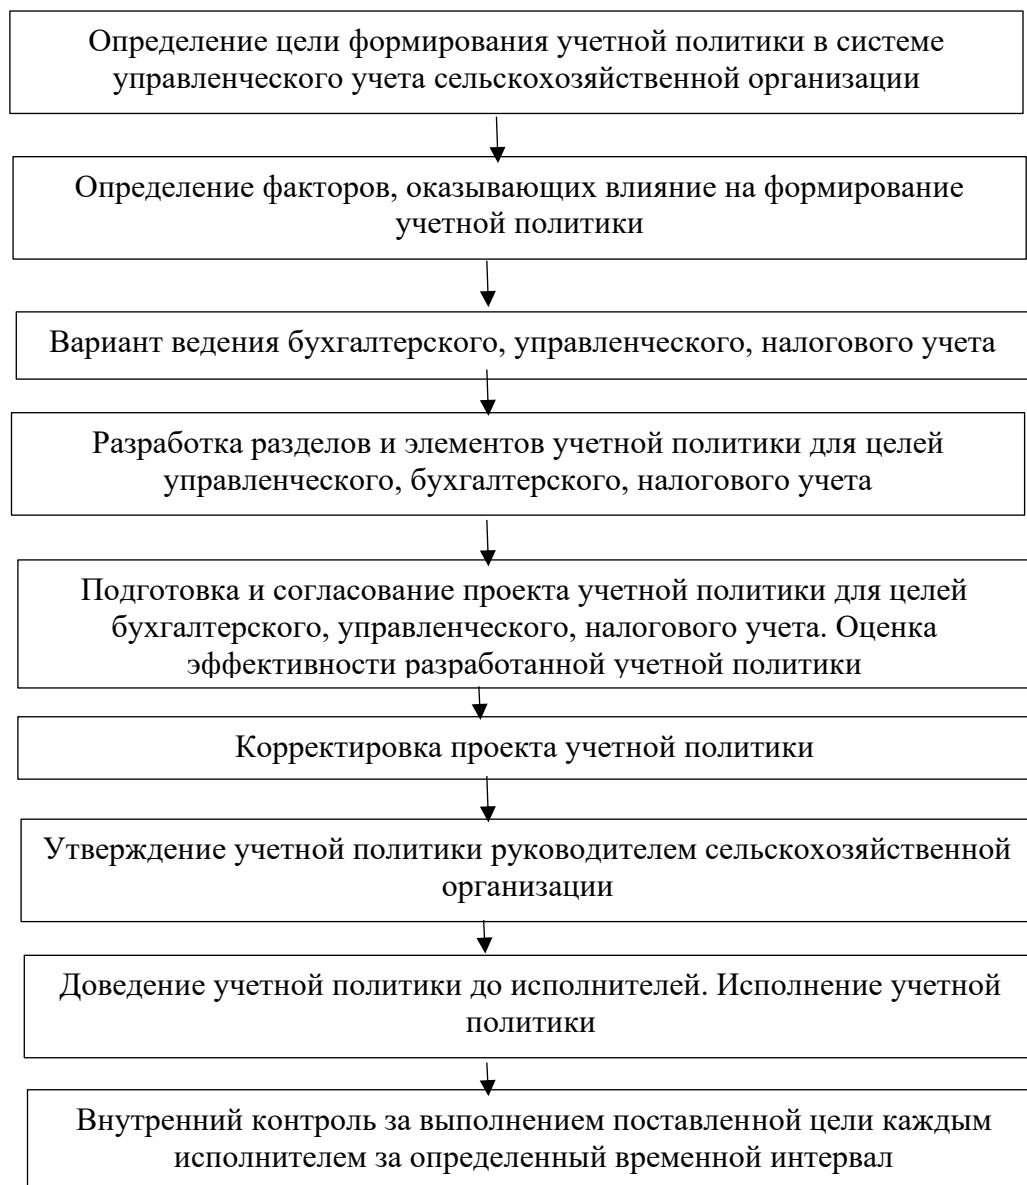 Определение цели формирования учетной политики в системе
управленческого учета сельскохозяйственной организации
Определение факторов, оказывающих влияние на формирование
учетной политики
Вариант ведения бухгалтерского, управленческого, налогового учета
Разработка разделов и элементов учетной политики для целей
управленческого, бухгалтерского, налогового учета
Подготовка и согласование проекта учетной политики для целей
бухгалтерского, управленческого, налогового учета. Оценка
эффективности разработанной учетной политики
Корректировка проекта учетной политики
Утверждение учетной политики руководителем сельскохозяйственной
организации
Доведение учетной политики до исполнителей. Исполнение учетной
политики
Внутренний контроль за выполнением поставленной цели каждым
исполнителем за определенный временной интервал